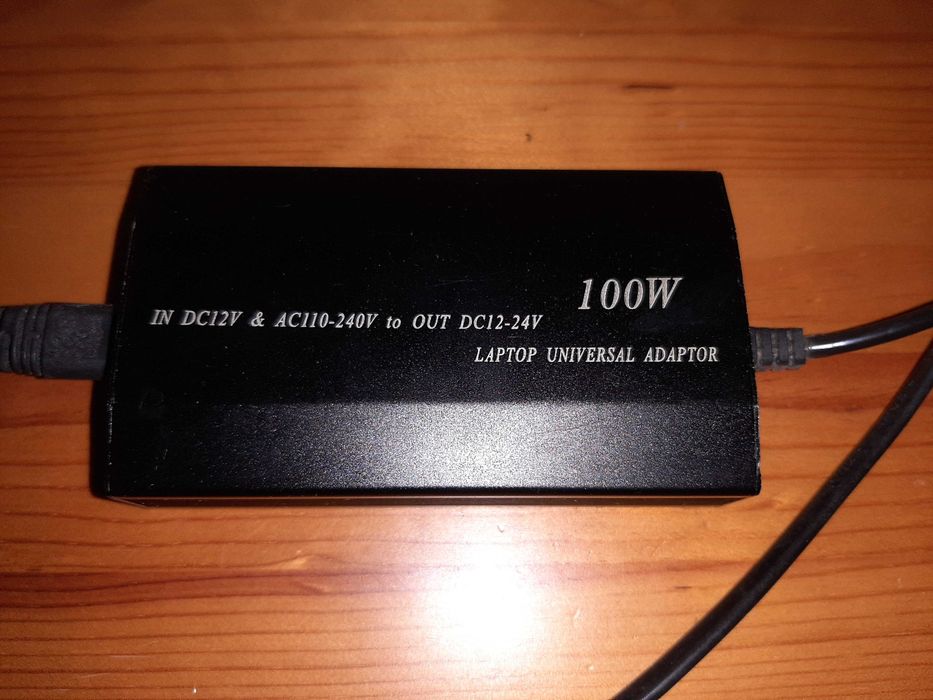 100W
IN DC12V & AC110-240V to OUT DC12-24V
LAPTOP UNIVERSAL ADAPTOR